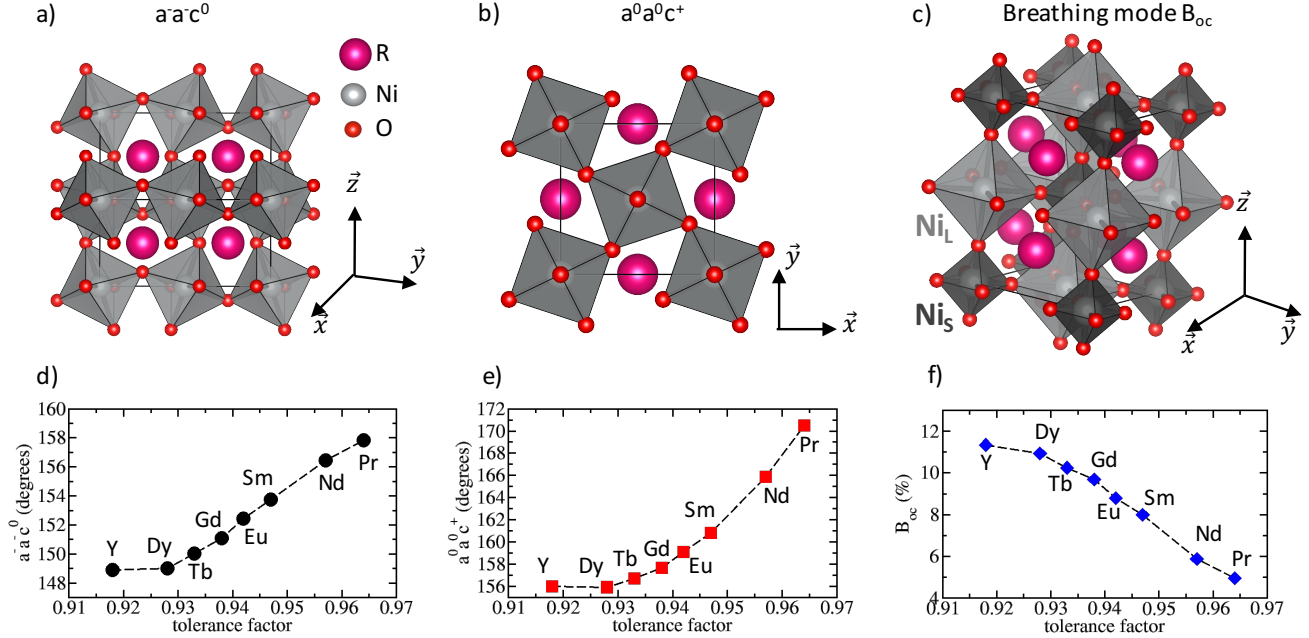 a)
a⁻a⁻c⁰
R
Ni
O
z⃗
y⃗
x⃗
b)
a⁰a⁰c⁺
y⃗
x⃗
c)
Breathing mode Bₒc
Ni_L
Ni_S
z⃗
x⃗
y⃗
d)
a⁻a⁻c⁰ (degrees)
160
158
156
154
152
150
148
Y
Dy
Tb
Gd
Eu
Sm
Nd
Pr
0.91 0.92 0.93 0.94 0.95 0.96 0.97
tolerance factor
e)
a⁰a⁰c⁺ (degrees)
172
170
168
166
164
162
160
158
156
Y
Dy
Tb
Gd
Eu
Sm
Nd
Pr
0.91 0.92 0.93 0.94 0.95 0.96 0.97
tolerance factor
f)
B_oc (%)
12
10
8
6
4
Y
Dy
Tb
Gd
Eu
Sm
Nd
Pr
0.91 0.92 0.93 0.94 0.95 0.96 0.97
tolerance factor